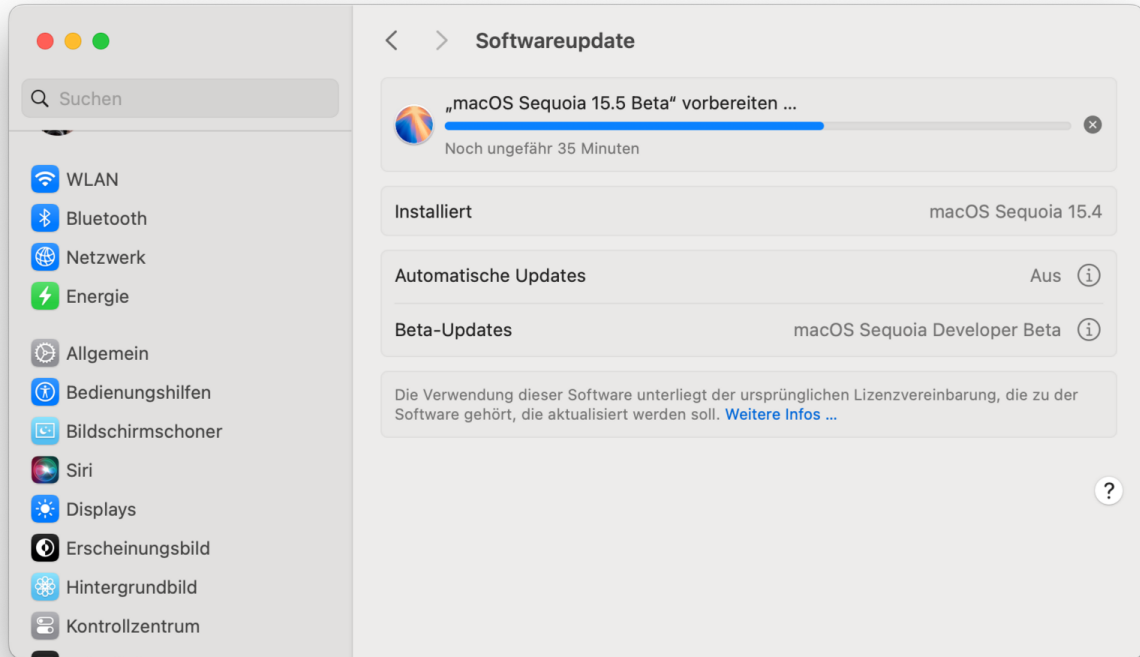 Suchen
WLAN
Bluetooth
Netzwerk
Energie
Allgemein
Bedienungshilfen
Bildschirmschoner
Siri
Displays
Erscheinungsbild
Hintergrundbild
Kontrollzentrum
Softwareupdate
„macOS Sequoia 15.5 Beta“ vorbereiten ...
Noch ungefähr 35 Minuten
Installiert macOS Sequoia 15.4
Automatische Updates Aus
Beta-Updates macOS Sequoia Developer Beta
Die Verwendung dieser Software unterliegt der ursprünglichen Lizenzvereinbarung, die zu der
Software gehört, die aktualisiert werden soll. Weitere Infos ...
?